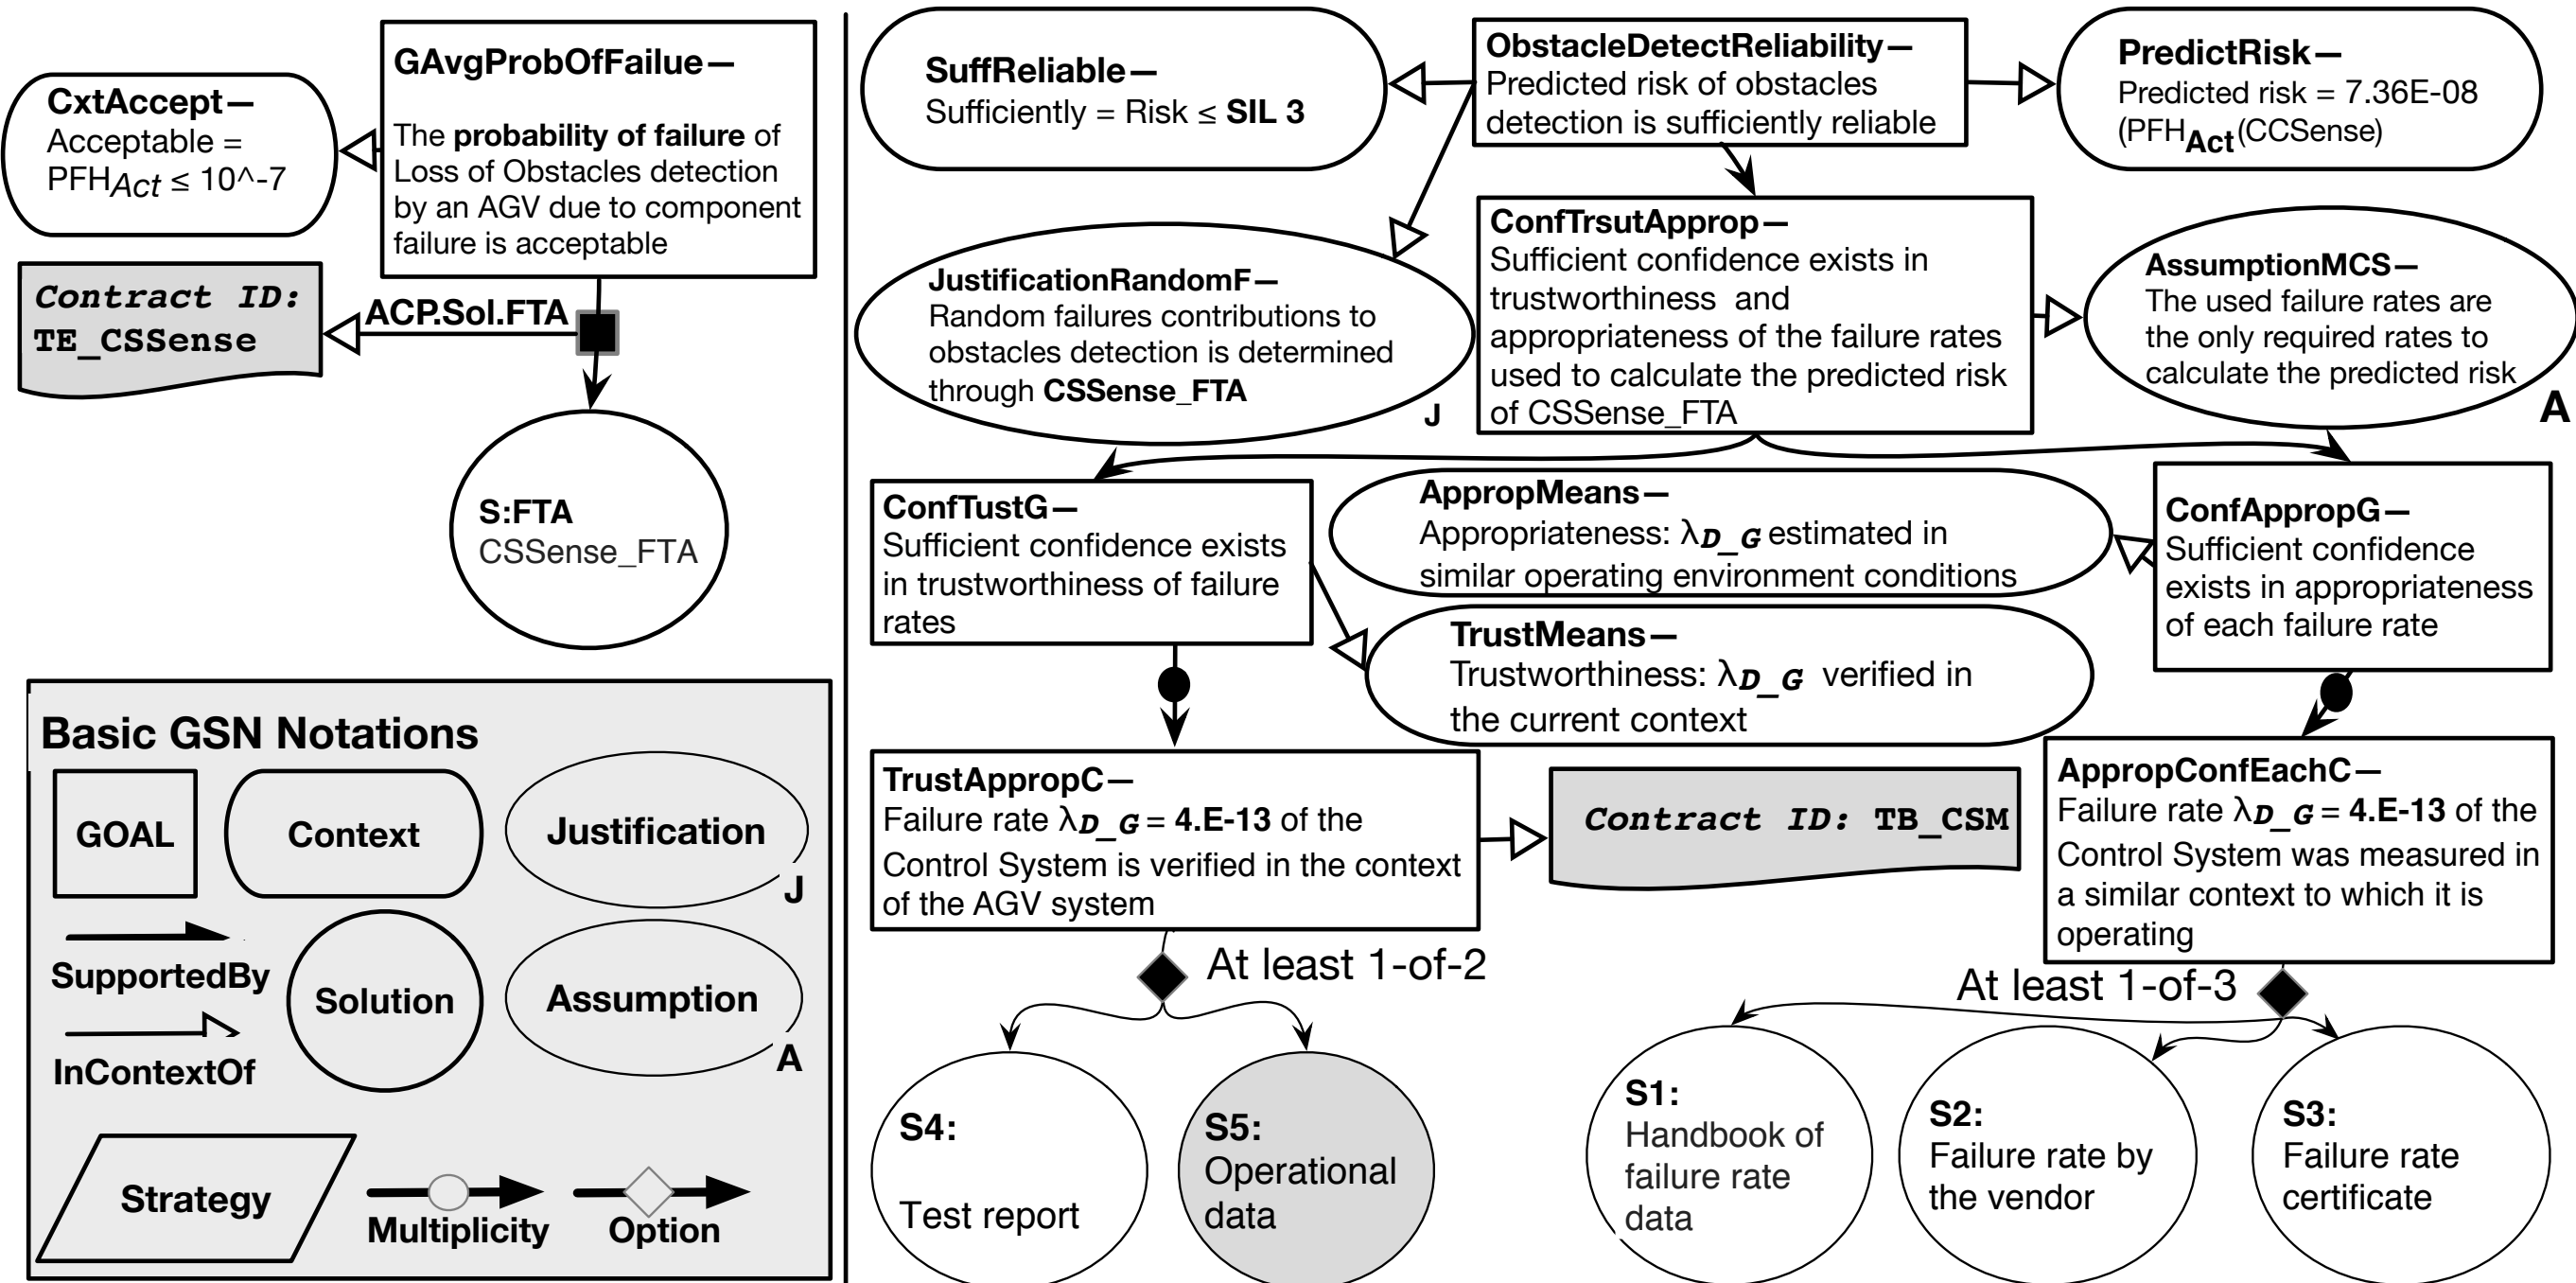 GAvgProbOfFailue—
The probability of failure of
Loss of Obstacles detection
by an AGV due to component
failure is acceptable
CxtAccept—
Acceptable =
PFHAct ≤ 10^-7
Contract ID:
TE_CSSense
ACP.Sol.FTA
S:FTA
CSSense_FTA
Basic GSN Notations
GOAL
Context
Justification
J
SupportedBy
InContextOf
Solution
Assumption
A
Strategy
Multiplicity
Option
SuffReliable—
Sufficiently = Risk ≤ SIL 3
ObstacleDetectReliability—
Predicted risk of obstacles
detection is sufficiently reliable
PredictRisk—
Predicted risk = 7.36E-08
(PFHAct(CCSense)
JustificationRandomF—
Random failures contributions to
obstacles detection is determined
through CSSense_FTA
J
ConfTrsutApprop—
Sufficient confidence exists in
trustworthiness and
appropriateness of the failure rates
used to calculate the predicted risk
of CSSense_FTA
AssumptionMCS—
The used failure rates are
the only required rates to
calculate the predicted risk
A
ConfTustG—
Sufficient confidence exists
in trustworthiness of failure
rates
AppropMeans—
Appropriateness: λD_G estimated in
similar operating environment conditions
ConfAppropG—
Sufficient confidence
exists in appropriateness
of each failure rate
TrustMeans—
Trustworthiness: λD_G verified in
the current context
TrustAppropC—
Failure rate λD_G = 4.E-13 of the
Control System is verified in the context
of the AGV system
Contract ID: TB_CSM
AppropConfEachC—
Failure rate λD_G = 4.E-13 of the
Control System was measured in
a similar context to which it is
operating
At least 1-of-2
At least 1-of-3
S4:
Test report
S5:
Operational
data
S1:
Handbook of
failure rate
data
S2:
Failure rate by
the vendor
S3:
Failure rate
certificate